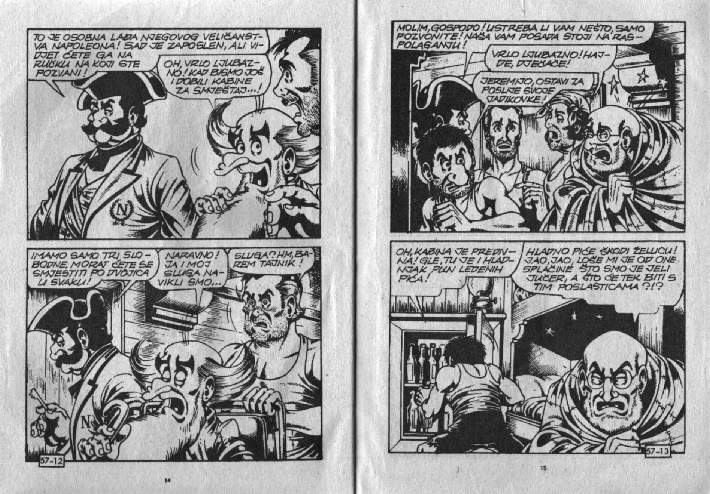 TO JE OSOBNA LAĐA NJEGOVOG VELIČANST-
VA NAPOLEONA! SAD JE ZAPOSLEN, ALI VI-
DJET ĆETE GA NA
RUČKU NA KOJI STE
POZVANI!
OH, VRLO LJUBAZ-
NO! KAD BISMO JOŠ
I DOBILI KABINE
ZA SMJEŠTAJ...!
N
IMAMO SAMO TRI SLO-
BODNE, MORAT ĆETE SE
SMJESTITI PO DVOJICA
U SVAKU!
NARAVNO!
JA I MOJ
SLUGA NA-
VIKLI SMO...
SLUGA? HM, BA-
REM TAJNIK!
57-12
14
MOLIM, GOSPODO! USTREBA LI VAM NEŠTO, SAMO
POZVONITE! NAŠA VAM POSADA STOJI NA RAS-
POLAGANJU!
VRLO LJUBAZNO! HAJ-
DE, DJEČAČE!
JEREMIJO, OSTAVI ZA
POSLIJE SVOJE
JADIKOVKE!
OH, KABINA JE PREDIV-
NA! GLE, TU JE I HLAD-
NJAK PUN LEDENIH
PIĆA!
HLADNO PIĆE ŠKODI ŽELUCU!
JAO, JAO, LOŠE MI JE OD ONE
SPLAČINE ŠTO SMO JE JELI
JUČER, A ŠTO ĆE TEK BITI S
TIM POSLASTICAMA?!?
57-13
15